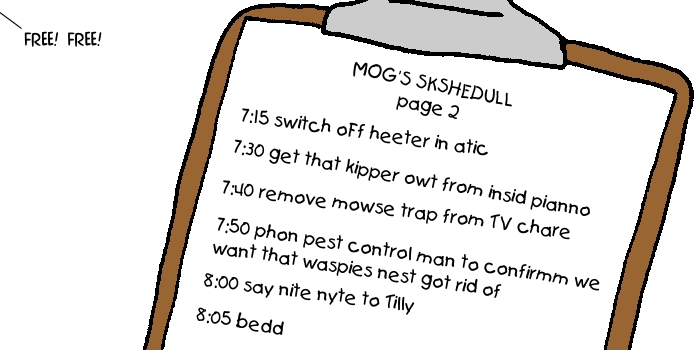 FREE! FREE!
MOG'S SKSHEDULL
page 2
7:15 switch off heeter in atic
7:30 get that kipper owt from insid pianno
7:40 remove mowse trap from TV chare
7:50 phon pest control man to confirmm we
want that waspies nest got rid of
8:00 say nite nyte to Tilly
8:05 bedd